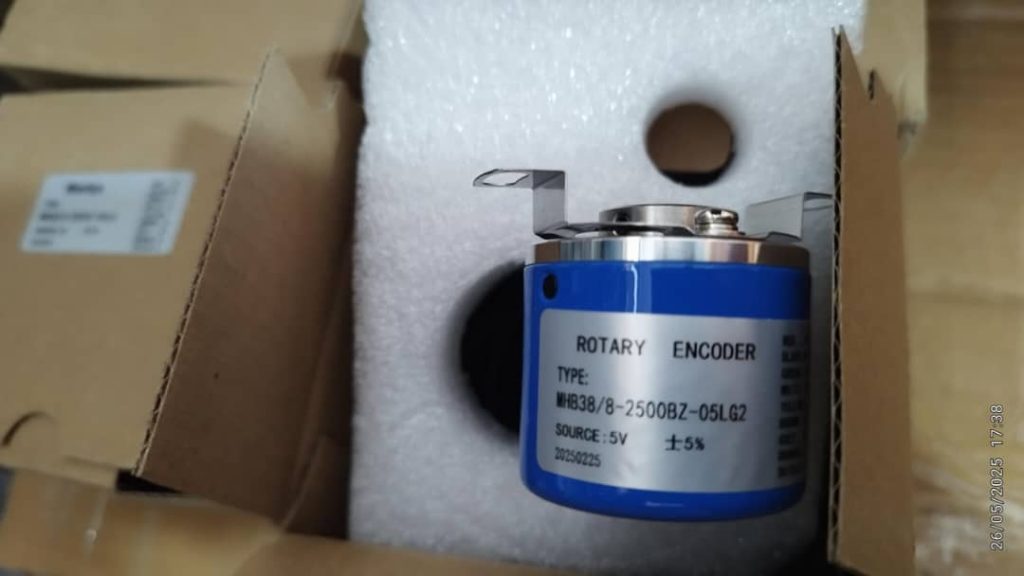 ROTARY ENCODER
TYPE:
MHB38/8-2500BZ-05LG2
SOURCE:5V ±5%
20250225
26/05/2025 17:38